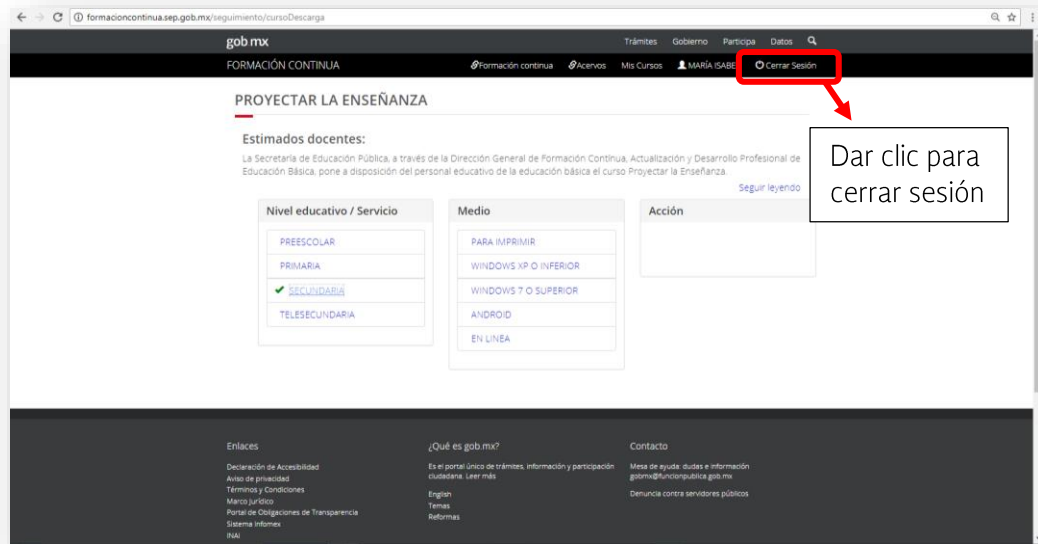 formacioncontinua.sep.gob.mx/seguimiento/cursoDescarga
gob mx
Trámites Gobierno Participa Datos
FORMACIÓN CONTINUA
Formación continua Acervos Mis Cursos MARÍA ISABE Cerrar Sesión
PROYECTAR LA ENSEÑANZA
Estimados docentes:
La Secretaría de Educación Pública, a través de la Dirección General de Formación Continua, Actualización y Desarrollo Profesional de
Educación Básica, pone a disposición del personal educativo de la educación básica el curso Proyectar la Enseñanza.
Seguir leyendo
Dar clic para
cerrar sesión
Nivel educativo / Servicio
PREESCOLAR
PRIMARIA
SECUNDARIA
TELESECUNDARIA
Medio
PARA IMPRIMIR
WINDOWS XP O INFERIOR
WINDOWS 7 O SUPERIOR
ANDROID
EN LINEA
Acción
Enlaces
Declaración de Accesibilidad
Aviso de privacidad
Términos y Condiciones
Marco Jurídico
Portal de Obligaciones de Transparencia
Sistema Infomex
INAI
¿Qué es gob.mx?
Es el portal único de trámites, información y participación
ciudadana. Leer más
English
Temas
Reformas
Contacto
Mesa de ayuda: dudas e información
gobmx@funcionpublica.gob.mx
Denuncia contra servidores públicos